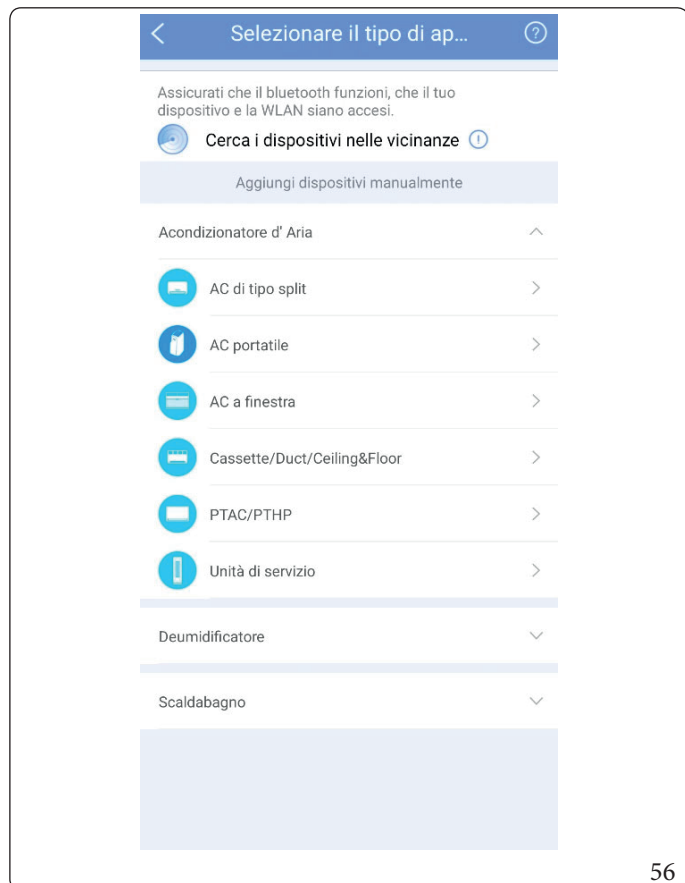 Selezionare il tipo di ap...
Assicurati che il bluetooth funzioni, che il tuo
dispositivo e la WLAN siano accesi.
Cerca i dispositivi nelle vicinanze
Aggiungi dispositivi manualmente
Acondizionatore d' Aria
AC di tipo split
AC portatile
AC a finestra
Cassette/Duct/Ceiling&Floor
PTAC/PTHP
Unità di servizio
Deumidificatore
Scaldabagno
56